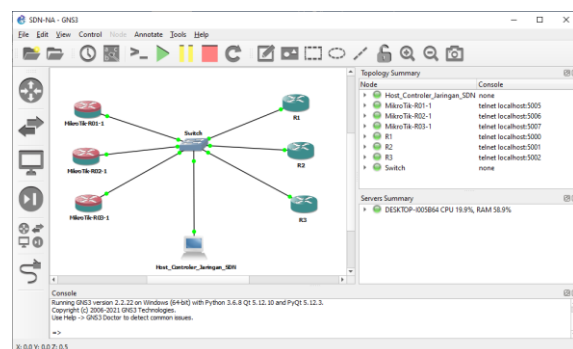 SDN-NA - GNS3
File Edit View Control Node Annotate Tools Help
MikroTik-R01-1
MikroTik-R02-1
MikroTik-R03-1
Switch
R1
R2
R3
Host_Controler_Jaringan_SDN
Topology Summary
Node Console
Host_Controler_Jaringan_SDN none
MikroTik-R01-1 telnet localhost:5005
MikroTik-R02-1 telnet localhost:5006
MikroTik-R03-1 telnet localhost:5007
R1 telnet localhost:5000
R2 telnet localhost:5001
R3 telnet localhost:5002
Switch none
Servers Summary
DESKTOP-I005B64 CPU 19.9%, RAM 58.9%
Console
Running GNS3 version 2.2.22 on Windows (64-bit) with Python 3.6.8 Qt 5.12.10 and PyQt 5.12.3.
Copyright (c) 2006-2021 GNS3 Technologies.
Use Help -> GNS3 Doctor to detect common issues.
=>
X: 0.0 Y: 0.0 Z: 0.5